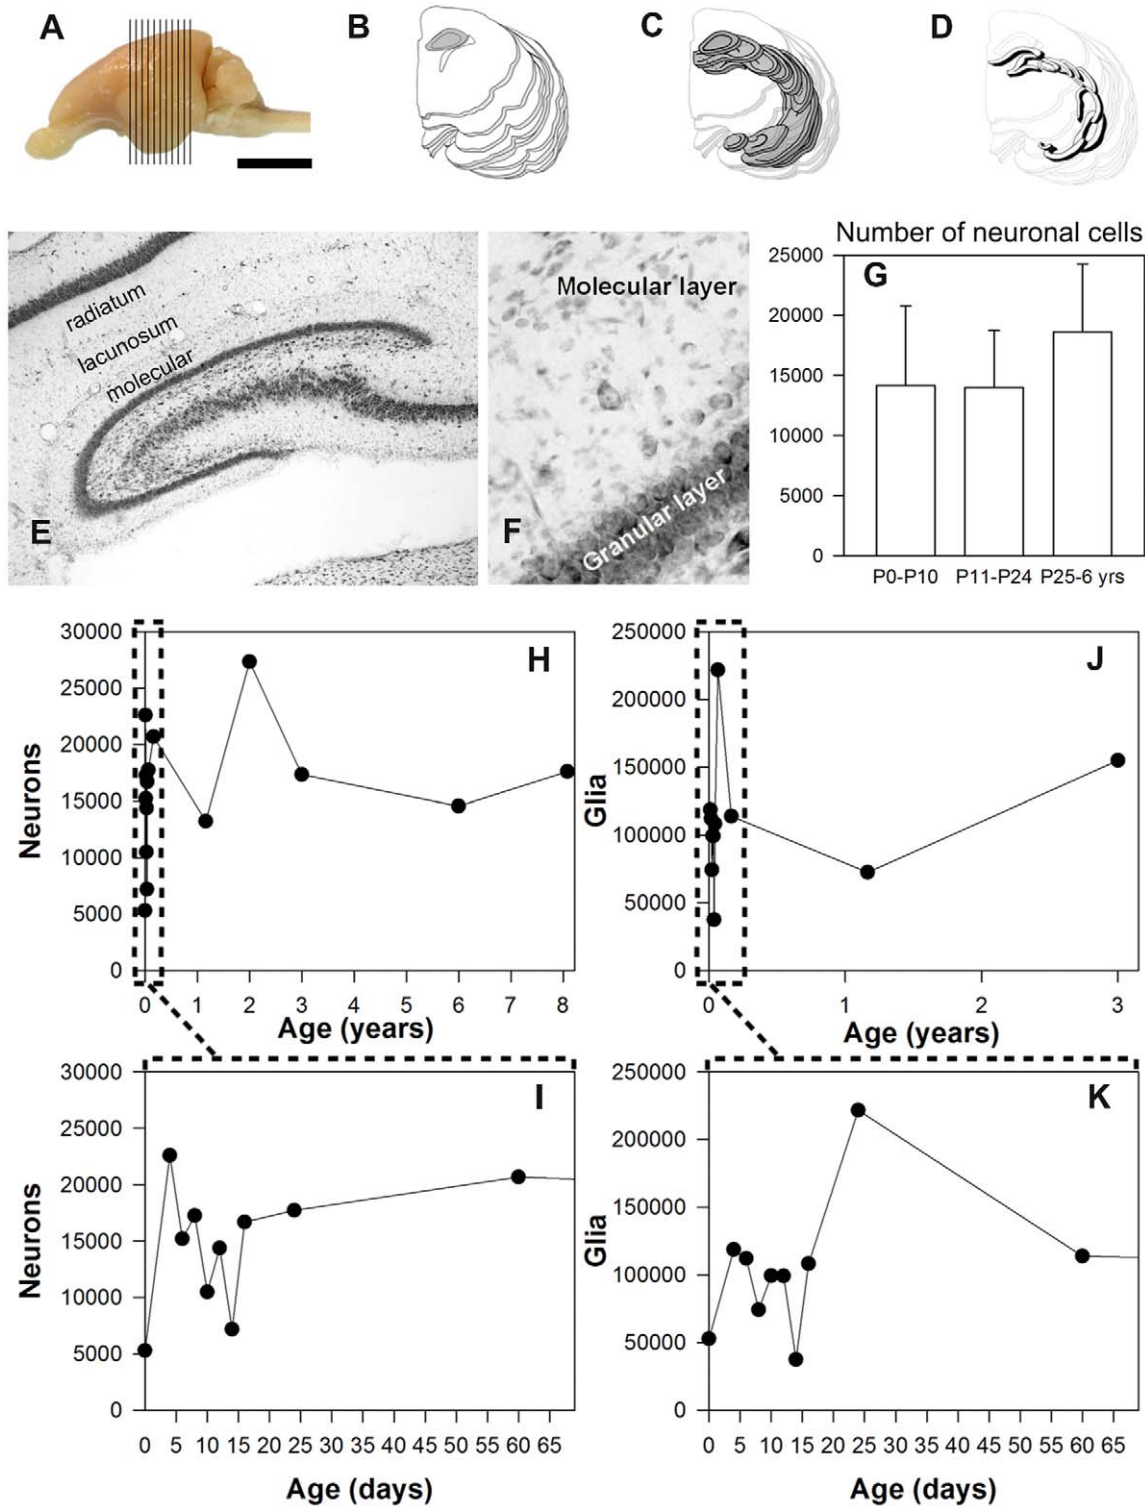 A
B
C
D
radiatum
lacunosum
molecular
E
Molecular layer
Granular layer
F
Number of neuronal cells
G
25000
20000
15000
10000
5000
0
P0-P10 P11-P24 P25-6 yrs
H
Neurons
30000
25000
20000
15000
10000
5000
0
0 1 2 3 4 5 6 7 8
Age (years)
J
Glia
250000
200000
150000
100000
50000
0
0 1 2 3
Age (years)
I
Neurons
30000
25000
20000
15000
10000
5000
0
0 5 10 15 20 25 30 35 40 45 50 55 60 65
Age (days)
K
Glia
250000
200000
150000
100000
50000
0
0 5 10 15 20 25 30 35 40 45 50 55 60 65
Age (days)